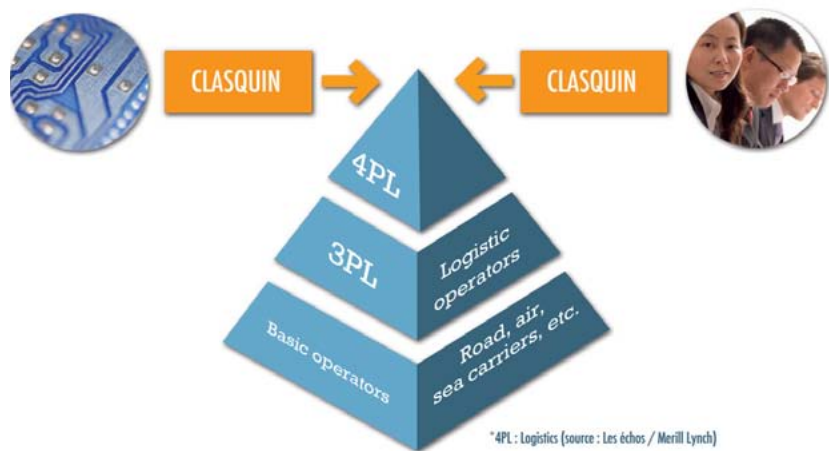 CLASQUIN
CLASQUIN
4PL
3PL
Logistic
operators
Basic operators
Road, air,
sea carriers, etc.
*4PL : Logistics (source : Les échos / Merill Lynch)